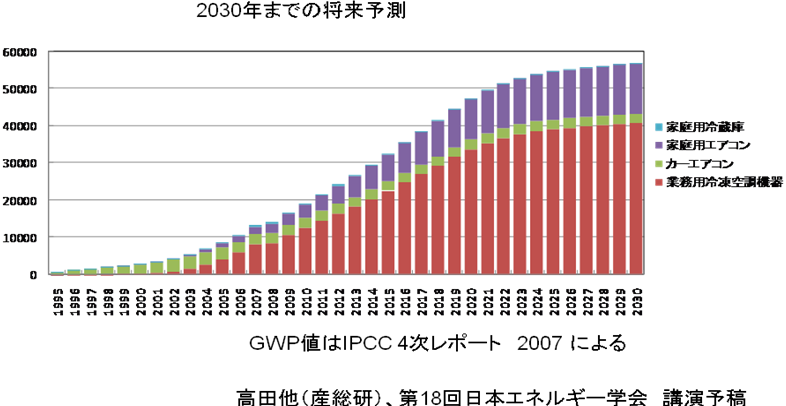 2030年までの将来予測
60000
50000
40000
30000
20000
10000
0
1995 1996 1997 1998 1999 2000 2001 2002 2003 2004 2005 2006 2007 2008 2009 2010 2011 2012 2013 2014 2015 2016 2017 2018 2019 2020 2021 2022 2023 2024 2025 2026 2027 2028 2029 2030
家庭用冷蔵庫
家庭用エアコン
カーエアコン
業務用冷凍空調機器
GWP値はIPCC 4次レポート 2007 による
高田他(産総研)、第18回日本エネルギー学会 講演予稿